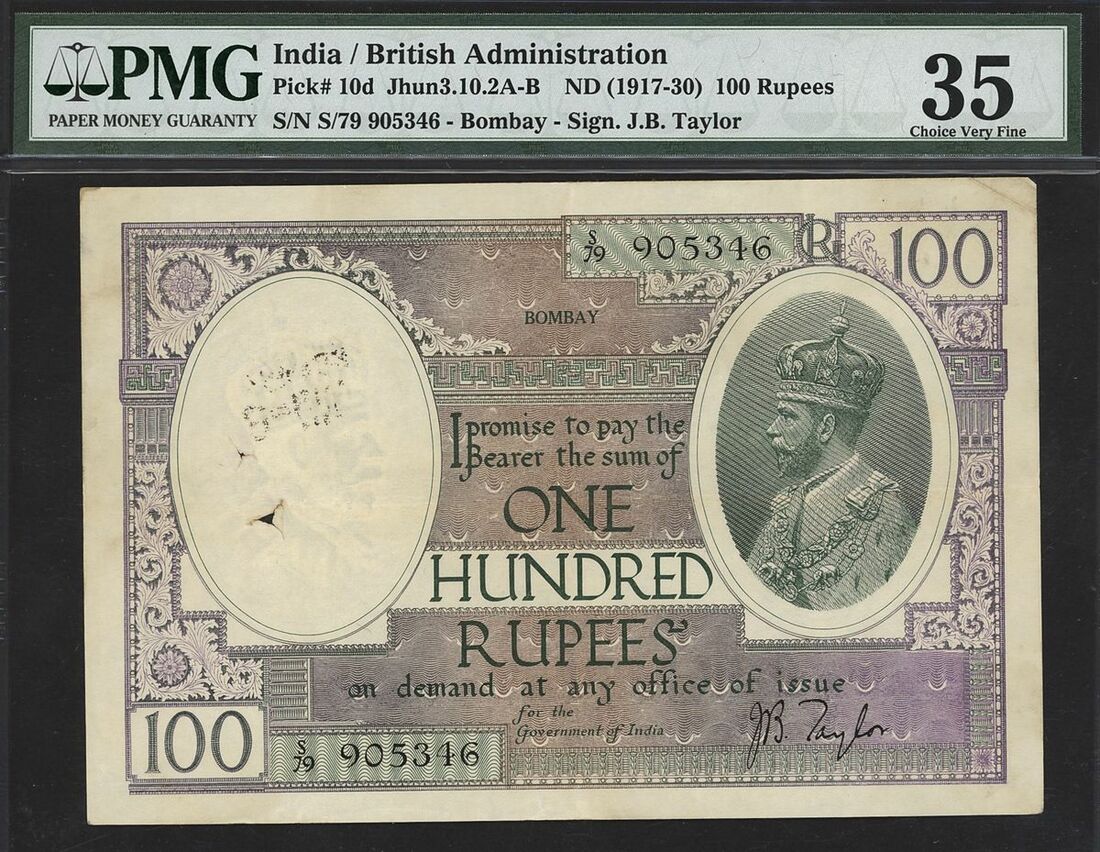 PMG
PAPER MONEY GUARANTY
India / British Administration
Pick# 10d Jhun3.10.2A-B ND (1917-30) 100 Rupees
S/N S/79 905346 - Bombay - Sign. J.B. Taylor
35
Choice Very Fine
S/79 905346
R
100
BOMBAY
I promise to pay the
Bearer the sum of
ONE
HUNDRED
RUPEES
on demand at any office of issue
for the
Government of India
JB. Taylor
100
S/79 905346